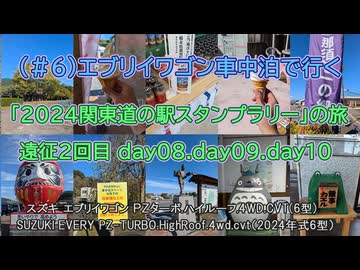 (#6)エブリイワゴン車中泊で行く
「2024関東道の駅スタンプラリー」の旅
遠征2回目 day08.day09.day10
那須
スズキ エブリイワゴン PZターボ.ハイルーフ.4WD.CVT(6型)
SUZUKI EVERY PZ-TURBO.HighRoof.4wd.cvt(2024年式6型)